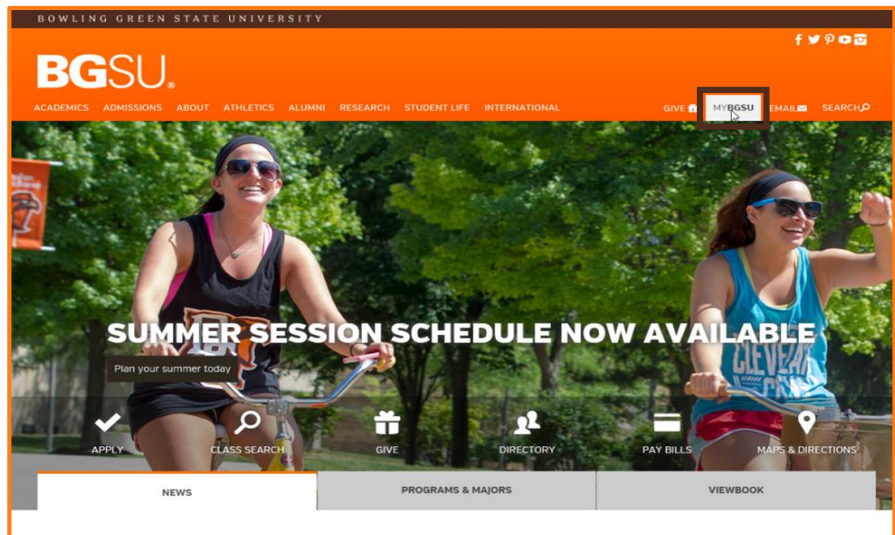 BOWLING GREEN STATE UNIVERSITY
BGSU®
ACADEMICS ADMISSIONS ABOUT ATHLETICS ALUMNI RESEARCH STUDENT LIFE INTERNATIONAL GIVE MYBGSU EMAIL SEARCH
SUMMER SESSION SCHEDULE NOW AVAILABLE
Plan your summer today
APPLY CLASS SEARCH GIVE DIRECTORY PAY BILLS MAPS & DIRECTIONS
NEWS PROGRAMS & MAJORS VIEWBOOK